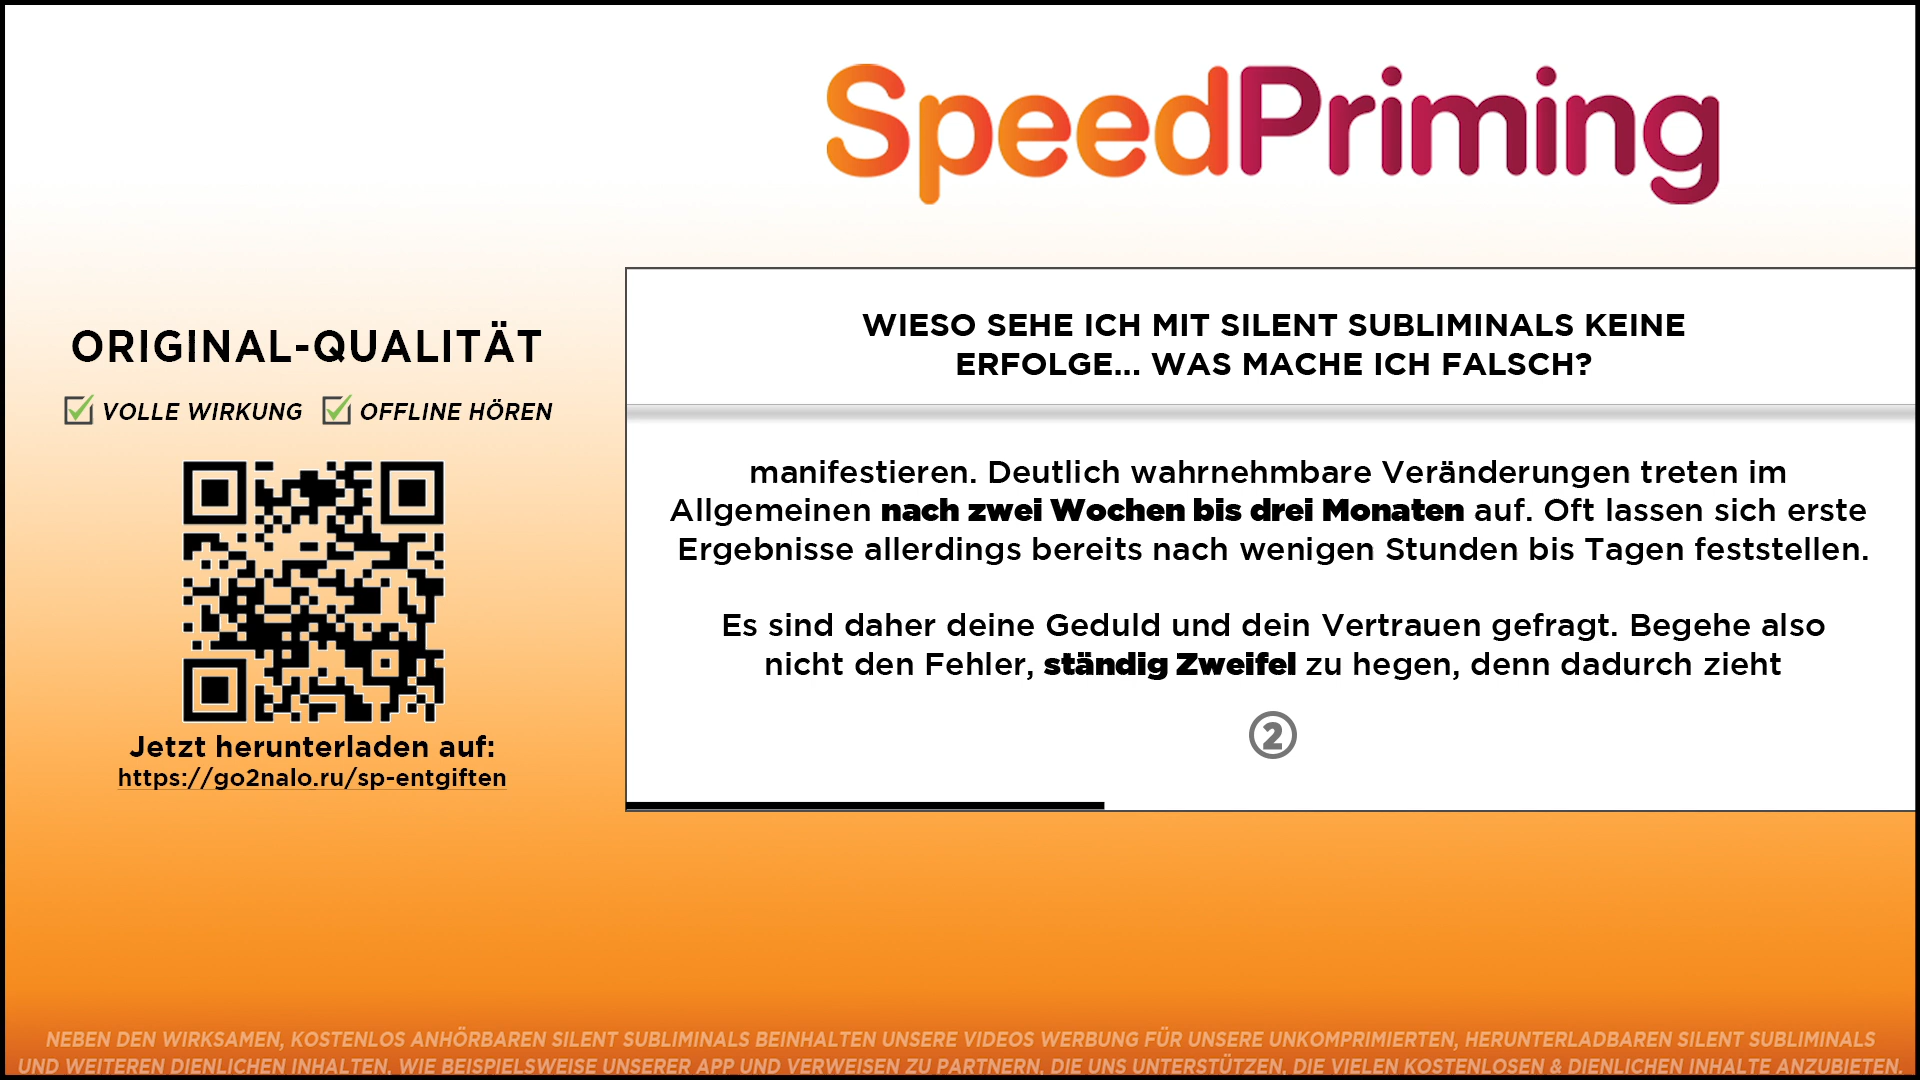 SpeedPriming
ORIGINAL-QUALITÄT
VOLLE WIRKUNG OFFLINE HÖREN
Jetzt herunterladen auf:
https://go2nalo.ru/sp-entgiften
WIESO SEHE ICH MIT SILENT SUBLIMINALS KEINE
ERFOLGE... WAS MACHE ICH FALSCH?
manifestieren. Deutlich wahrnehmbare Veränderungen treten im
Allgemeinen nach zwei Wochen bis drei Monaten auf. Oft lassen sich erste
Ergebnisse allerdings bereits nach wenigen Stunden bis Tagen feststellen.
Es sind daher deine Geduld und dein Vertrauen gefragt. Begehe also
nicht den Fehler, ständig Zweifel zu hegen, denn dadurch zieht
2
NEBEN DEN WIRKSAMEN, KOSTENLOS ANHÖRBAREN SILENT SUBLIMINALS BEINHALTEN UNSERE VIDEOS WERBUNG FÜR UNSERE UNKOMPRIMIERTEN, HERUNTERLADBAREN SILENT SUBLIMINALS
UND WEITEREN DIENLICHEN INHALTEN, WIE BEISPIELSWEISE UNSERER APP UND VERWEISEN ZU PARTNERN, DIE UNS UNTERSTÜTZEN, DIE VIELEN KOSTENLOSEN & DIENLICHEN INHALTE ANZUBIETEN.